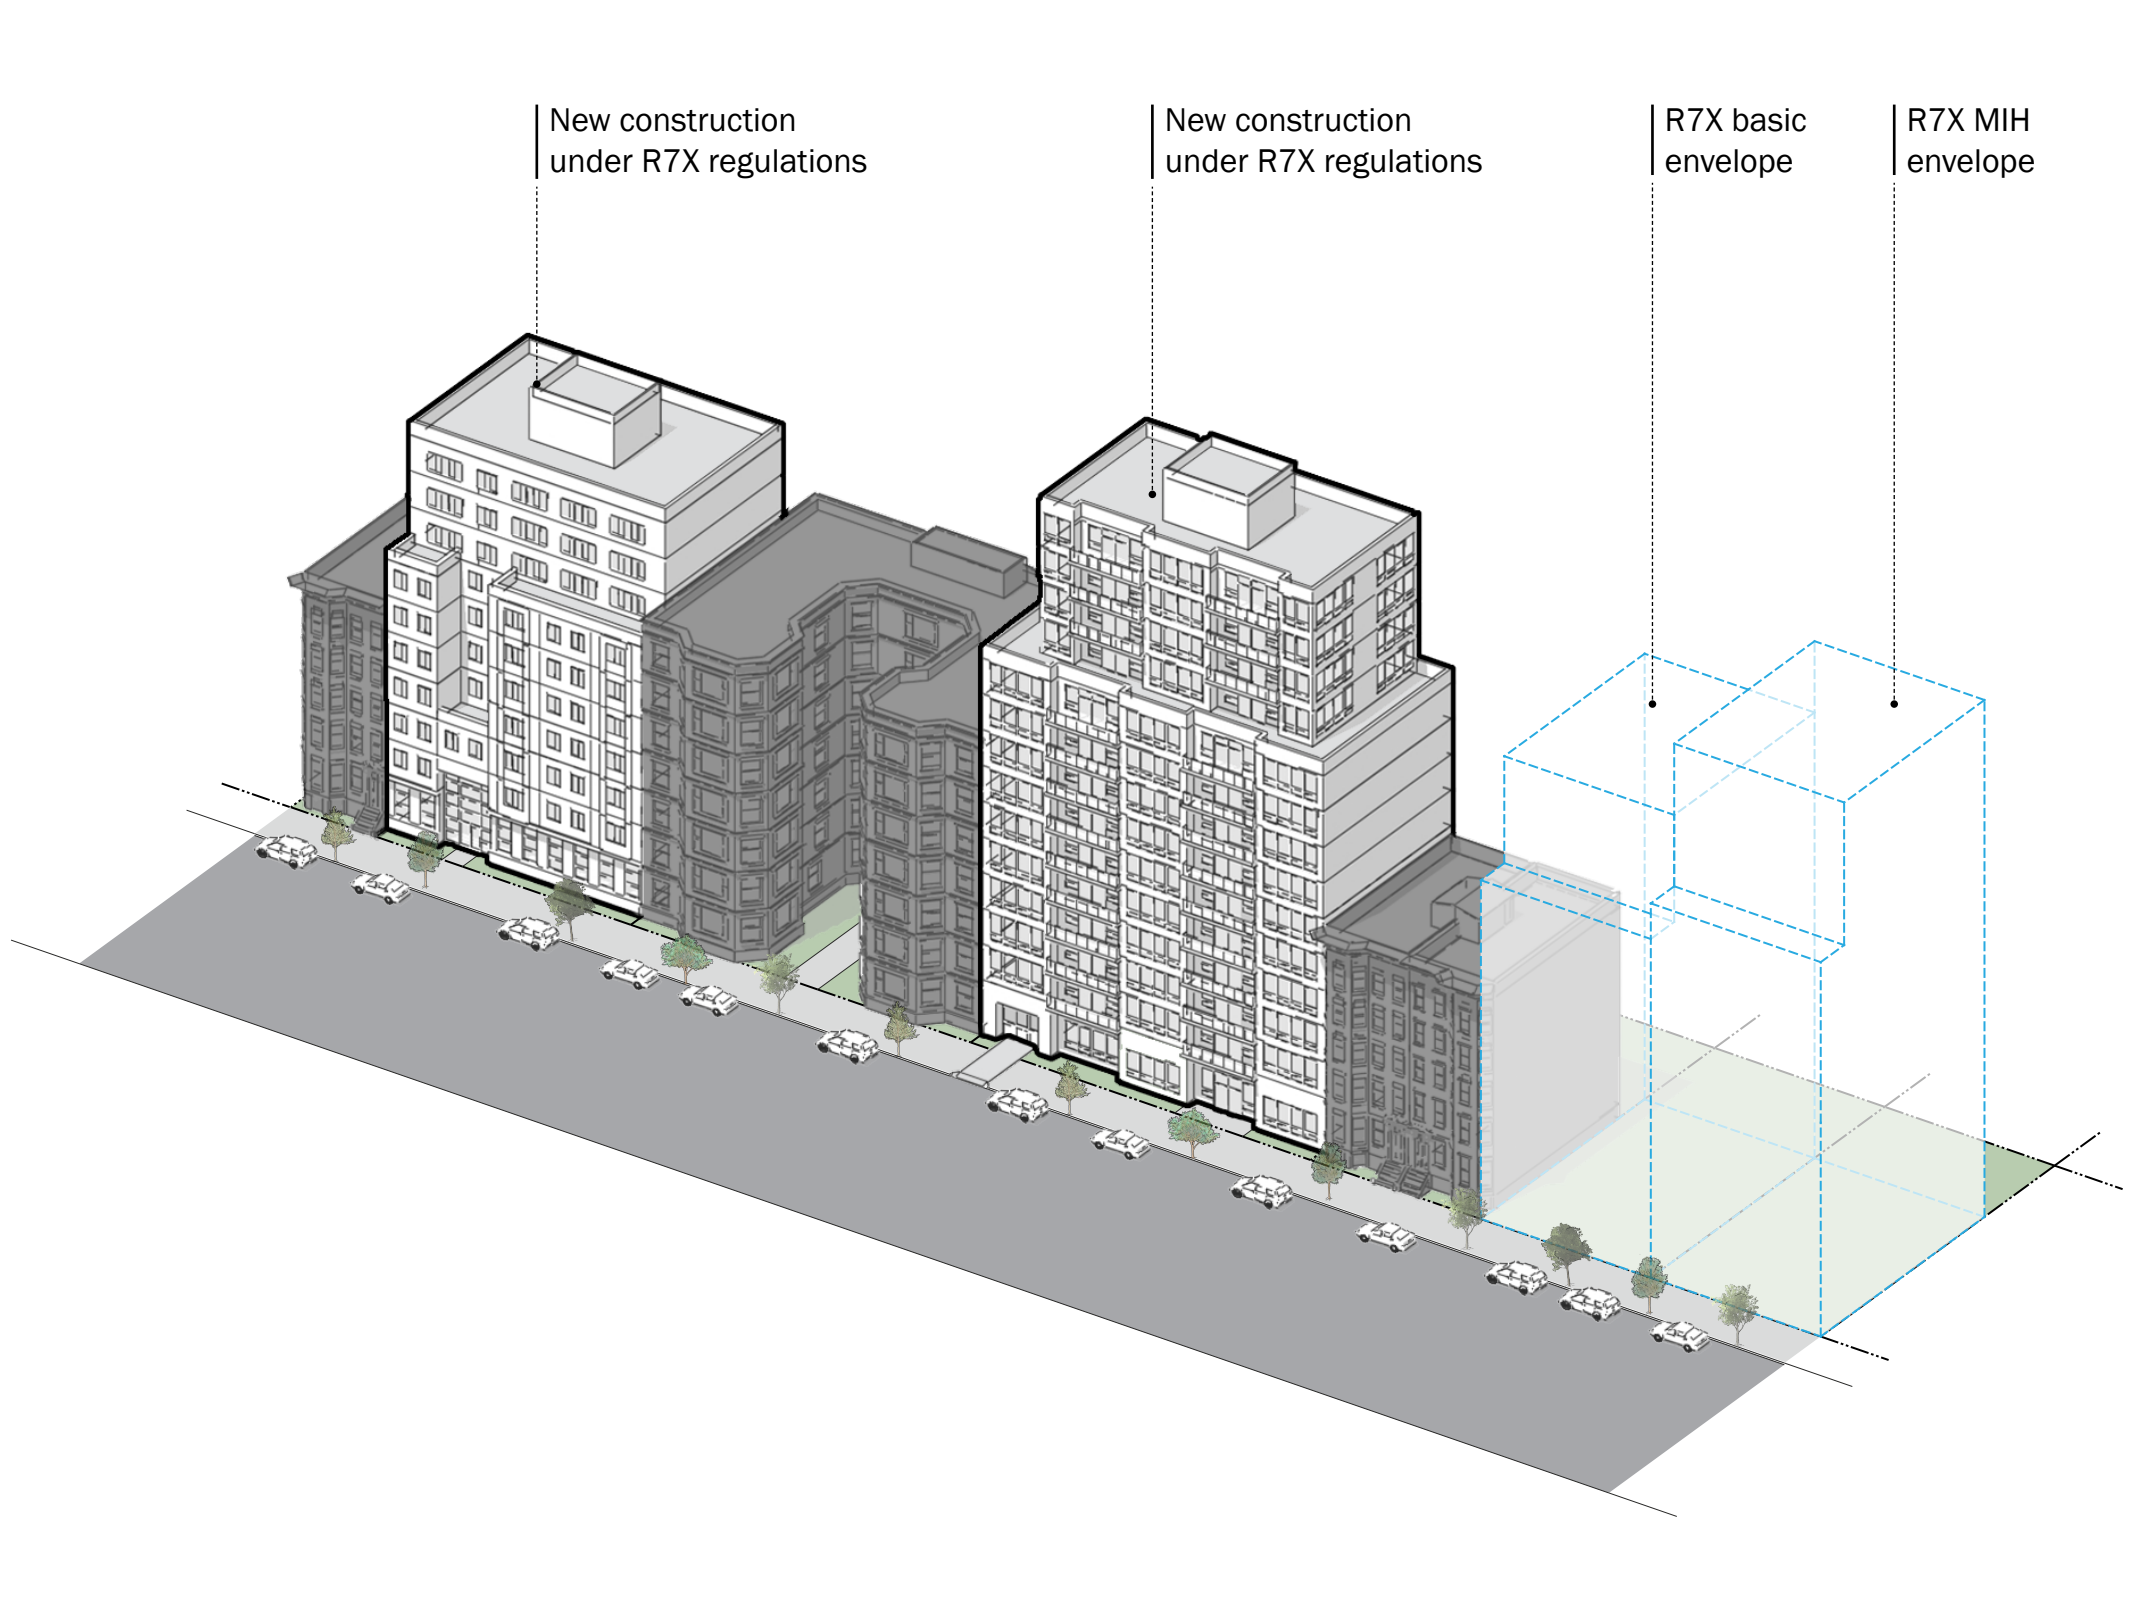 New construction
under R7X regulations
New construction
under R7X regulations
R7X basic
envelope
R7X MIH
envelope